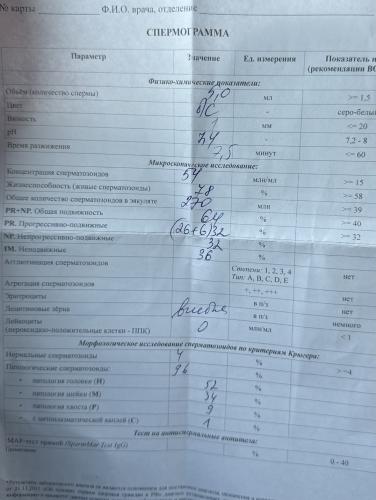 № карты Ф.И.О. врача, отделение
СПЕРМОГРАММА
Параметр Значение Ед. измерения Показатель н
(рекомендации ВО
Физико-химические показатели:
Объём (количество спермы) 5,0 мл >= 1,5
Цвет б/с - серо-белы
Вязкость 1 мм <= 20
pH 7,4 - 7,2 - 8
Время разжижения 7,5 минут <= 60
Микроскопическое исследование:
Концентрация сперматозоидов 54 млн/мл >= 15
Жизнеспособность (живые сперматозоиды) 78 % >= 58
Общее количество сперматозоидов в эякуляте 270 млн >= 39
PR+NP. Общая подвижность 64 % >= 40
PR. Прогрессивно-подвижные (26+6) 32 % >= 32
NP. Непрогрессивно-подвижные 32 %
IM. Неподвижные 36 %
Агглютинация сперматозоидов Степени: 1, 2, 3, 4 нет
Тип: A, B, C, D, E
Агрегация сперматозоидов +, ++, +++ нет
Эритроциты в п/з нет
Лецитиновые зёрна в п/з немного
Лейкоциты 0 млн/мл < 1
(пероксидазо-положительные клетки - ППК)
Морфологическое исследование сперматозоидов по критериям Крюгера:
Нормальные сперматозоиды 4 % >=4
Патологические сперматозоиды: 96 %
- патология головки (H) 52 %
- патология шейки (M) 34 %
- патология хвоста (P) 9 %
- с цитоплазматической каплей (C) 1 %
Тест на антиспермальные антитела:
MAP-тест прямой (SpermMar Test IgG) % 0 - 40
Примечание